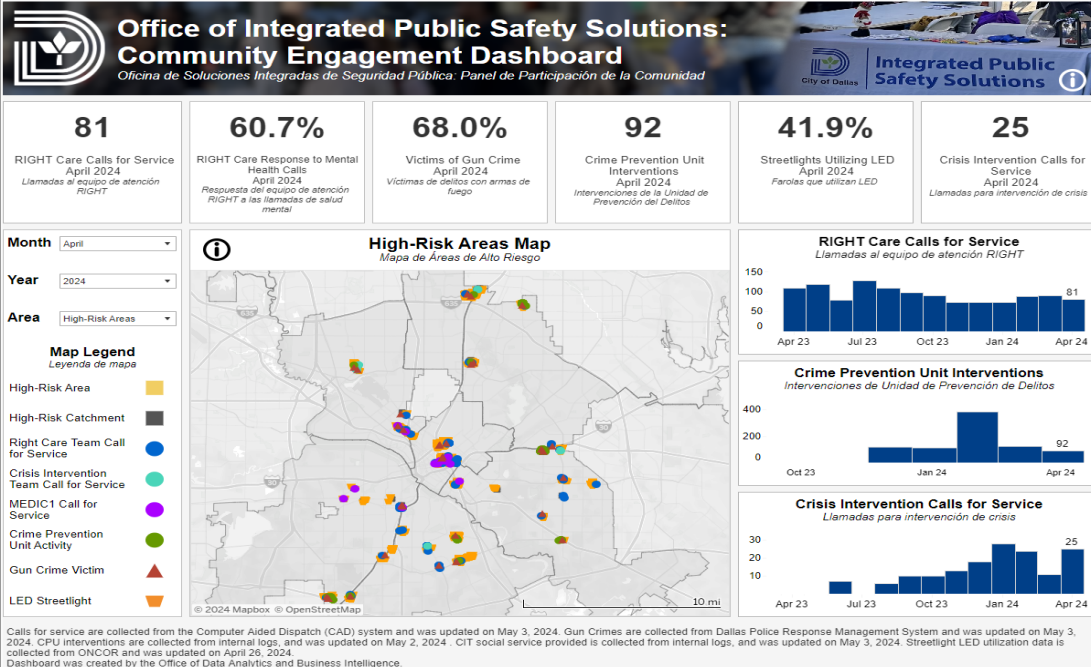 Office of Integrated Public Safety Solutions:
Community Engagement Dashboard
Oficina de Soluciones Integradas de Seguridad Pública: Panel de Participación de la Comunidad
City of Dallas
Integrated Public
Safety Solutions
81
RIGHT Care Calls for Service
April 2024
Llamadas al equipo de atención
RIGHT
60.7%
RIGHT Care Response to Mental
Health Calls
April 2024
Respuesta del equipo de atención
RIGHT a las llamadas de salud
mental
68.0%
Victims of Gun Crime
April 2024
Víctimas de delitos con armas de
fuego
92
Crime Prevention Unit
Interventions
April 2024
Intervenciones de la Unidad de
Prevención del Delitos
41.9%
Streetlights Utilizing LED
April 2024
Farolas que utilizan LED
25
Crisis Intervention Calls for
Service
April 2024
Llamadas para intervención de crisis
Month
April
Year
2024
Area
High-Risk Areas
Map Legend
Leyenda de mapa
High-Risk Area
High-Risk Catchment
Right Care Team Call
for Service
Crisis Intervention
Team Call for Service
MEDIC1 Call for
Service
Crime Prevention
Unit Activity
Gun Crime Victim
LED Streetlight
High-Risk Areas Map
Mapa de Áreas de Alto Riesgo
635
635
30
30
© 2024 Mapbox © OpenStreetMap
10 mi
RIGHT Care Calls for Service
Llamadas al equipo de atención RIGHT
150
100
50
0
81
Apr 23 Jul 23 Oct 23 Jan 24 Apr 24
Crime Prevention Unit Interventions
Intervenciones de Unidad de Prevención de Delitos
400
200
0
92
Oct 23 Jan 24 Apr 24
Crisis Intervention Calls for Service
Llamadas para intervención de crisis
30
20
10
25
Apr 23 Jul 23 Oct 23 Jan 24 Apr 24
Calls for service are collected from the Computer Aided Dispatch (CAD) system and was updated on May 3, 2024. Gun Crimes are collected from Dallas Police Response Management System and was updated on May 3,
2024. CPU interventions are collected from internal logs, and was updated on May 2, 2024 . CIT social service provided is collected from internal logs, and was updated on May 3, 2024. Streetlight LED utilization data is
collected from ONCOR and was updated on April 26, 2024.
Dashboard was created by the Office of Data Analytics and Business Intelligence.